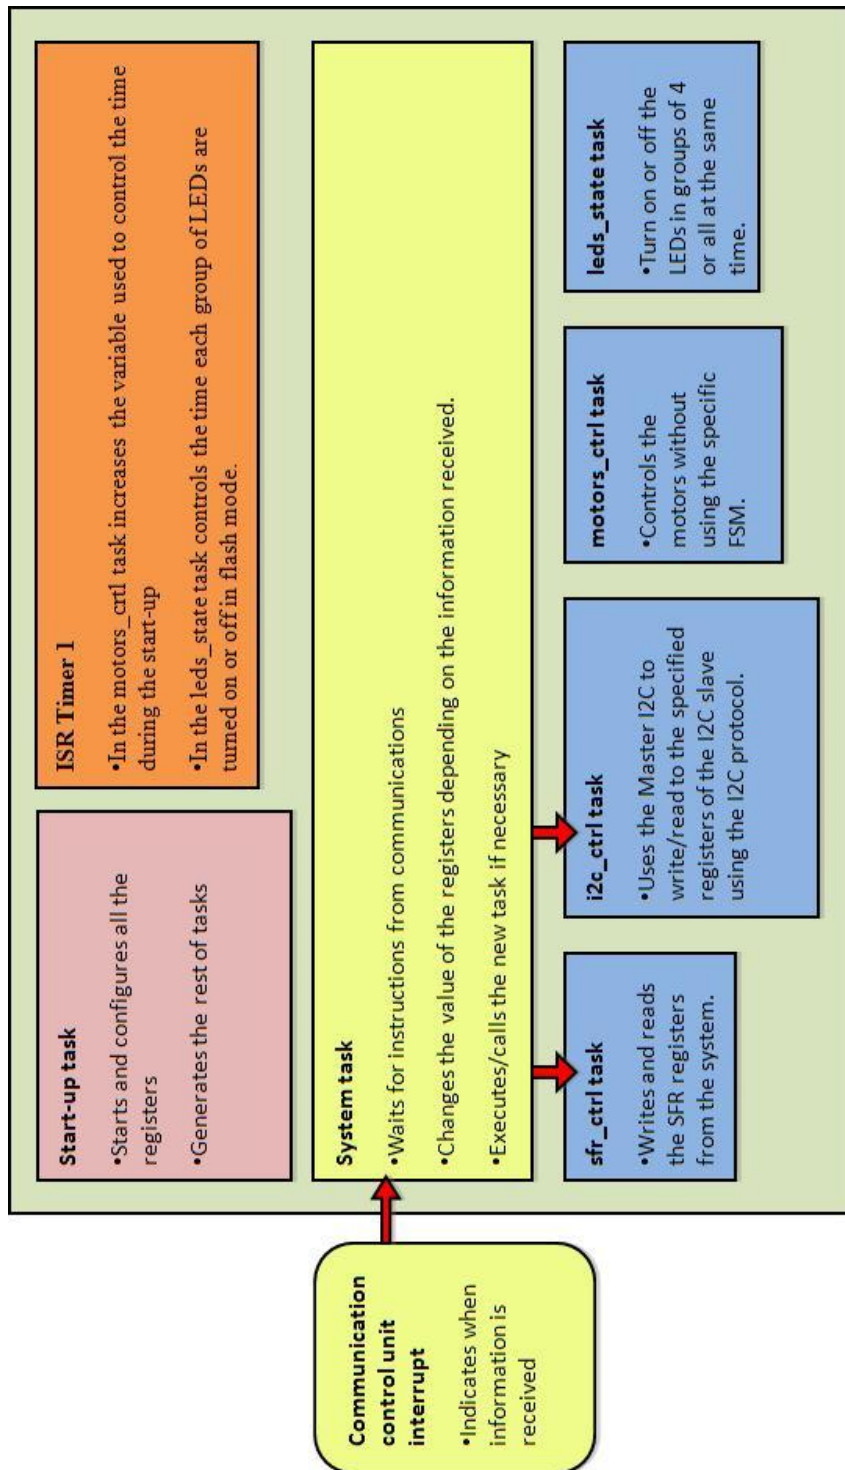 Start-up task
•Starts and configures all the
registers
•Generates the rest of tasks
ISR Timer 1
•In the motors_crtl task increases the variable used to control the time
during the start-up
•In the leds_state task controls the time each group of LEDs are
turned on or off in flash mode.
Communication
control unit
interrupt
•Indicates when
information is
received
System task
•Waits for instructions from communications
•Changes the value of the registers depending on the information received.
•Executes/calls the new task if necessary
sfr_ctrl task
•Writes and reads
the SFR registers
from the system.
i2c_ctrl task
•Uses the Master I2C to
write/read to the specified
registers of the I2C slave
using the I2C protocol.
motors_ctrl task
•Controls the
motors without
using the specific
FSM.
leds_state task
•Turn on or off the
LEDs in groups of 4
or all at the same
time.